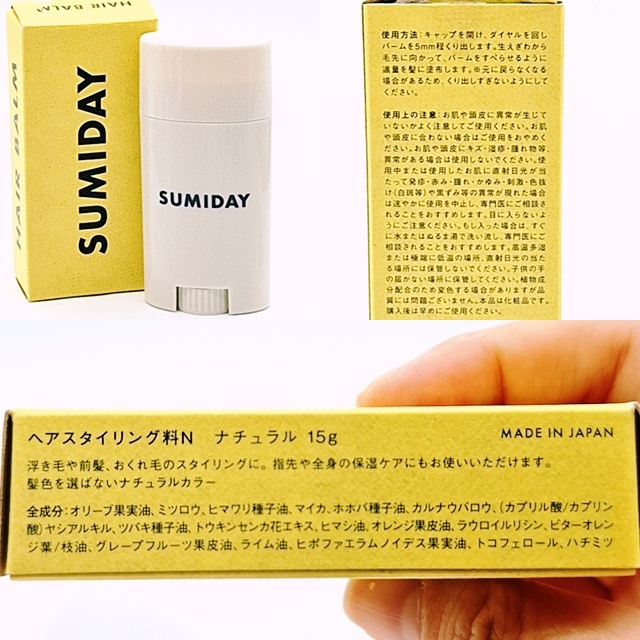 HAIR BALM
HAIR BALM
SUMIDAY
SUMIDAY
使用方法：キャップを開け、ダイヤルを回し
バームを5mm程くり出します。生えぎわから
毛先に向かって、バームをすべらせるように
適量を髪に塗布します。※元に戻らなくなる
場合があるため、くり出しすぎないようにして
ください。
使用上の注意：お肌や頭皮に異常が生じて
いないかよく注意してご使用ください。お肌
や頭皮に合わない場合はご使用をおやめく
ださい。お肌や頭皮にキズ・湿疹・腫れ物等、
異常がある場合は使用しないでください。使
用中または使用したお肌に直射日光が当
たって発疹・赤み・腫れ・かゆみ・刺激・色抜
け（白斑等）や黒ずみ等の異常が現れた場合
は速やかに使用を中止し、専門医にご相談
されることをおすすめします。目に入らないよ
うにご注意ください。もし入った場合は、すぐ
に水またはぬるま湯で洗い流し、専門医にご
相談されることをおすすめします。高温多湿
または極端に低温の場所、直射日光の当た
る場所には保管しないでください。子供の手
の届かない場所に保管してください。植物成
分配合のため変色する場合がありますが品
質には問題ございません。本品は化粧品です。
購入後は早めにご使用ください。
ヘアスタイリング料N ナチュラル 15g
MADE IN JAPAN
浮き毛や前髪、おくれ毛のスタイリングに。指先や全身の保湿ケアにもお使いいただけます。
髪色を選ばないナチュラルカラー
全成分：オリーブ果実油、ミツロウ、ヒマワリ種子油、マイカ、ホホバ種子油、カルナウバロウ、（カプリル酸/カプリン
酸）ヤシアルキル、ツバキ種子油、トウキンセンカ花エキス、ヒマシ油、オレンジ果皮油、ラウロイルリシン、ビターオレン
ジ葉/枝油、グレープフルーツ果皮油、ライム油、ヒポファエラムノイデス果実油、トコフェロール、ハチミツ